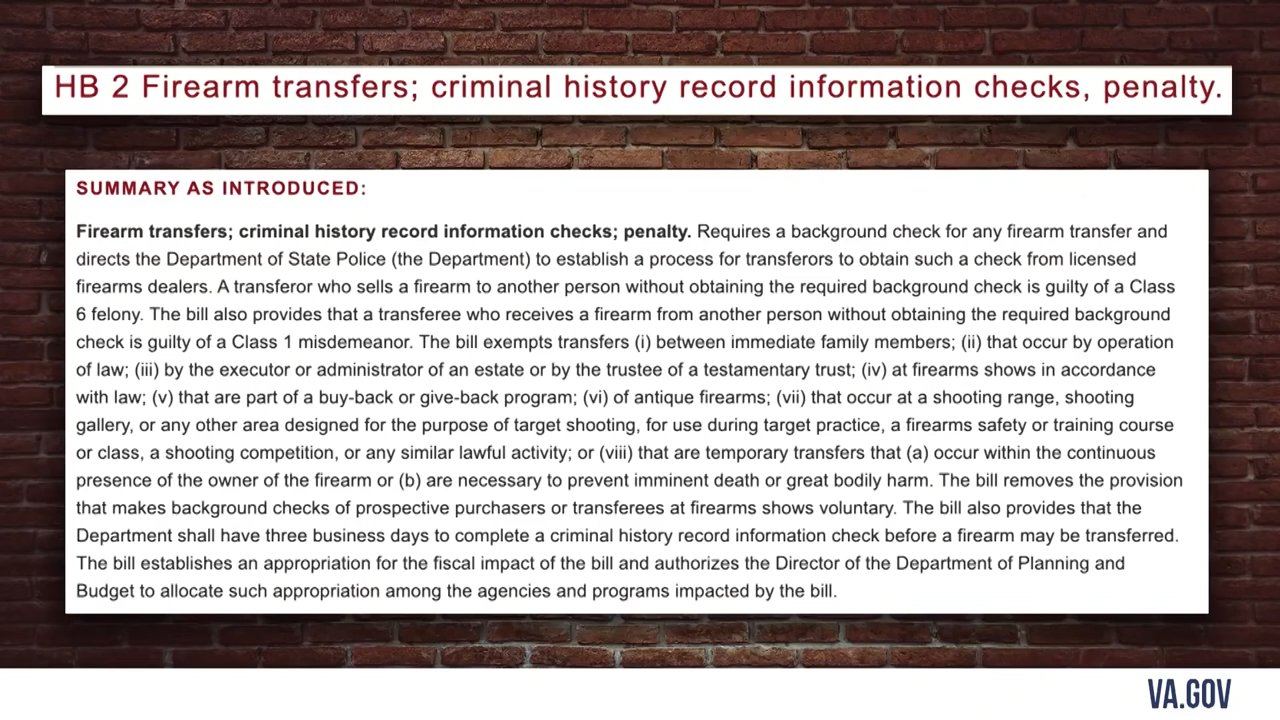 HB 2 Firearm transfers; criminal history record information checks, penalty.
SUMMARY AS INTRODUCED:
Firearm transfers; criminal history record information checks; penalty. Requires a background check for any firearm transfer and
directs the Department of State Police (the Department) to establish a process for transferors to obtain such a check from licensed
firearms dealers. A transferor who sells a firearm to another person without obtaining the required background check is guilty of a Class
6 felony. The bill also provides that a transferee who receives a firearm from another person without obtaining the required background
check is guilty of a Class 1 misdemeanor. The bill exempts transfers (i) between immediate family members; (ii) that occur by operation
of law; (iii) by the executor or administrator of an estate or by the trustee of a testamentary trust; (iv) at firearms shows in accordance
with law; (v) that are part of a buy-back or give-back program; (vi) of antique firearms; (vii) that occur at a shooting range, shooting
gallery, or any other area designed for the purpose of target shooting, for use during target practice, a firearms safety or training course
or class, a shooting competition, or any similar lawful activity; or (viii) that are temporary transfers that (a) occur within the continuous
presence of the owner of the firearm or (b) are necessary to prevent imminent death or great bodily harm. The bill removes the provision
that makes background checks of prospective purchasers or transferees at firearms shows voluntary. The bill also provides that the
Department shall have three business days to complete a criminal history record information check before a firearm may be transferred.
The bill establishes an appropriation for the fiscal impact of the bill and authorizes the Director of the Department of Planning and
Budget to allocate such appropriation among the agencies and programs impacted by the bill.
VA.GOV